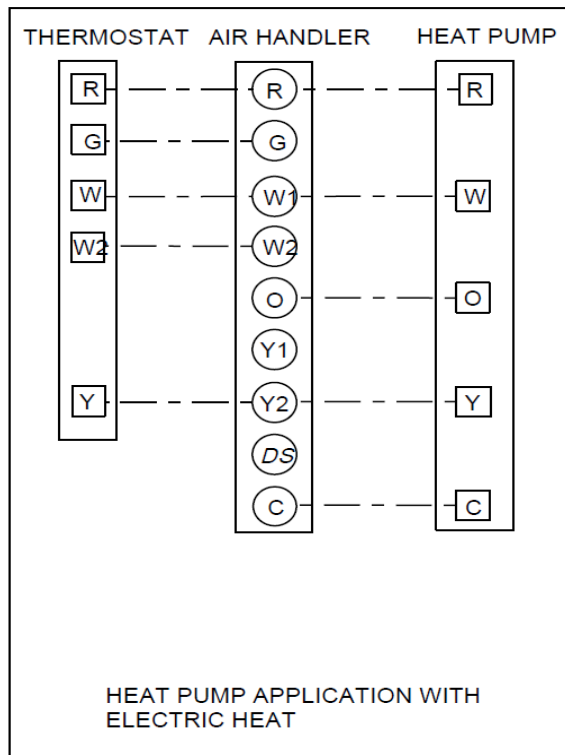 THERMOSTAT AIR HANDLER HEAT PUMP
R R R
G G
W W1 W
W2 W2
O O
Y1
Y Y2 Y
DS
C C
HEAT PUMP APPLICATION WITH
ELECTRIC HEAT